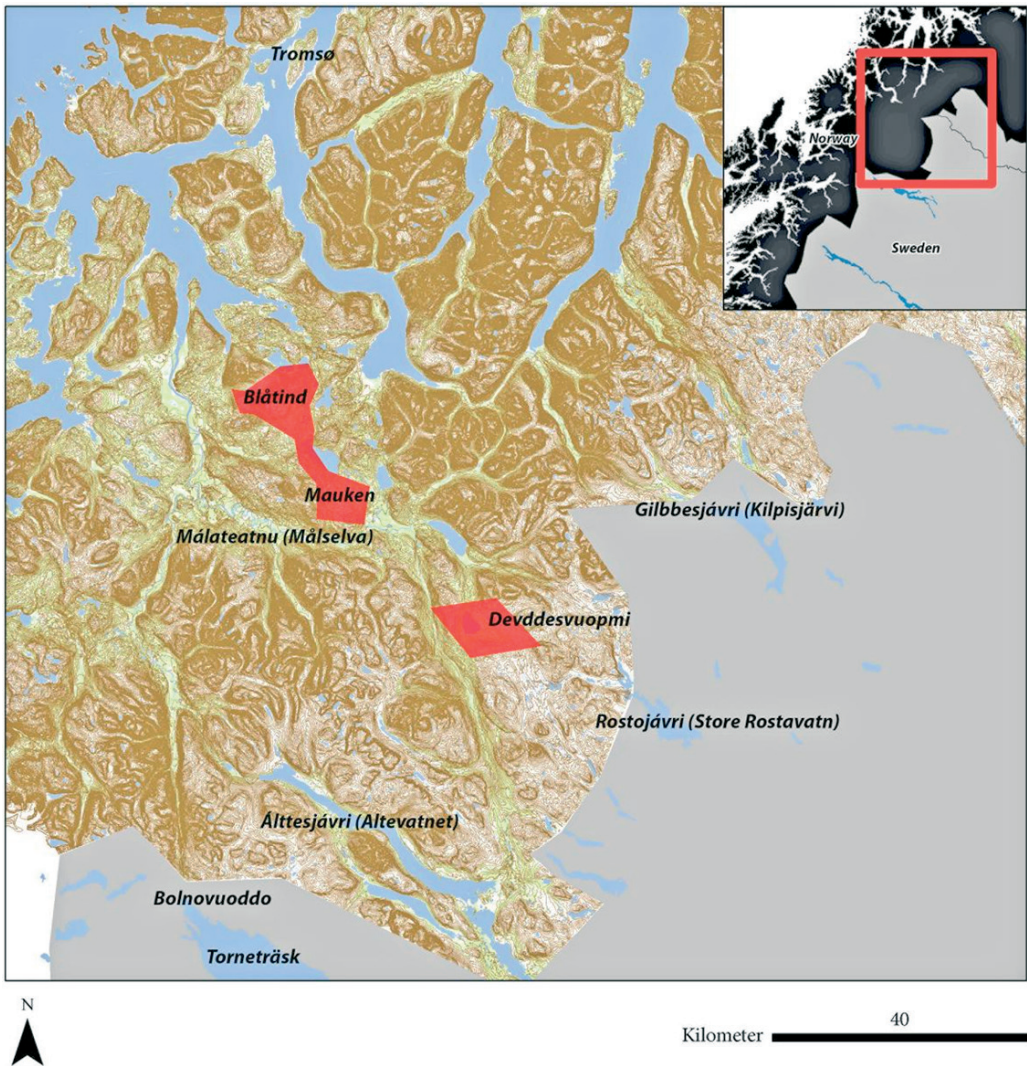 Tromsø
Norway
Sweden
Blåtind
Mauken
Gilbbesjávri (Kilpisjärvi)
Málateatnu (Målselva)
Devddesvuopmi
Rostojávri (Store Rostavatn)
Álttesjávri (Altevatnet)
Bolnovuoddo
Torneträsk
N
40
Kilometer